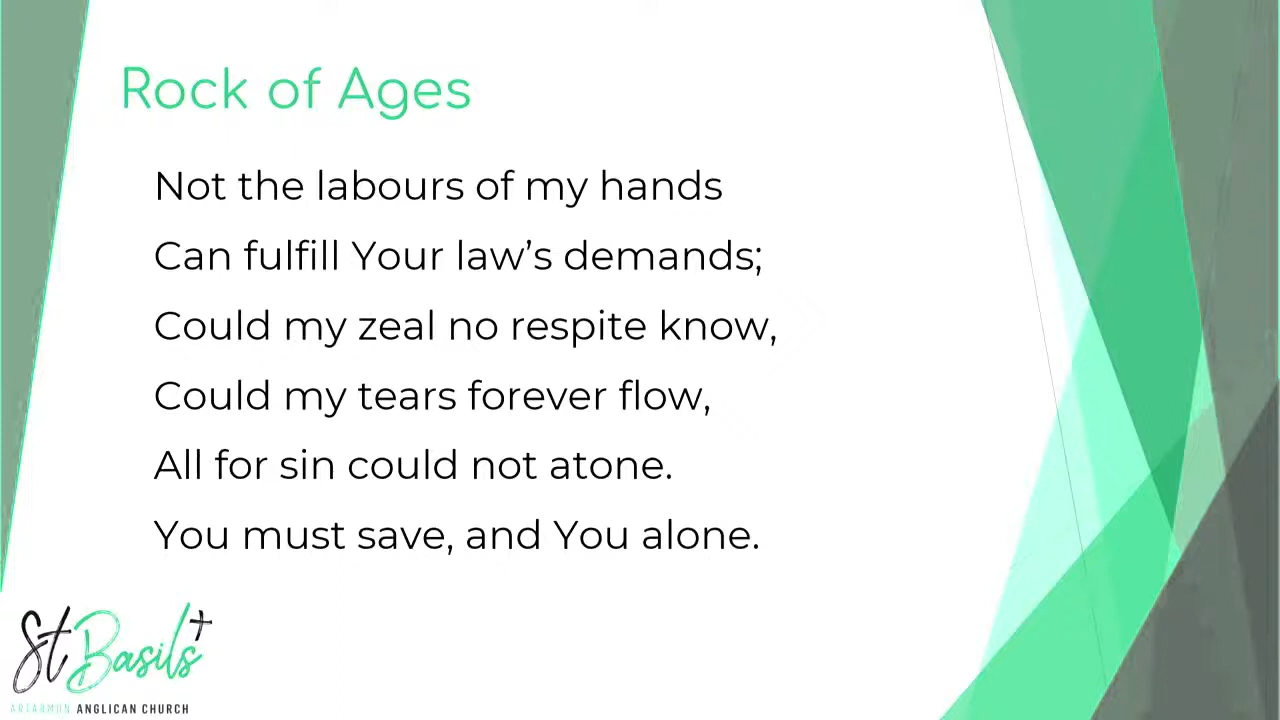 Rock of Ages
Not the labours of my hands
Can fulfill Your law’s demands;
Could my zeal no respite know,
Could my tears forever flow,
All for sin could not atone.
You must save, and You alone.
St Basils
ARTARMON ANGLICAN CHURCH